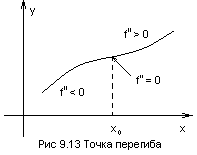 y
f" > 0
f" = 0
f" < 0
x₀
x
Рис 9.13 Точка перегиба